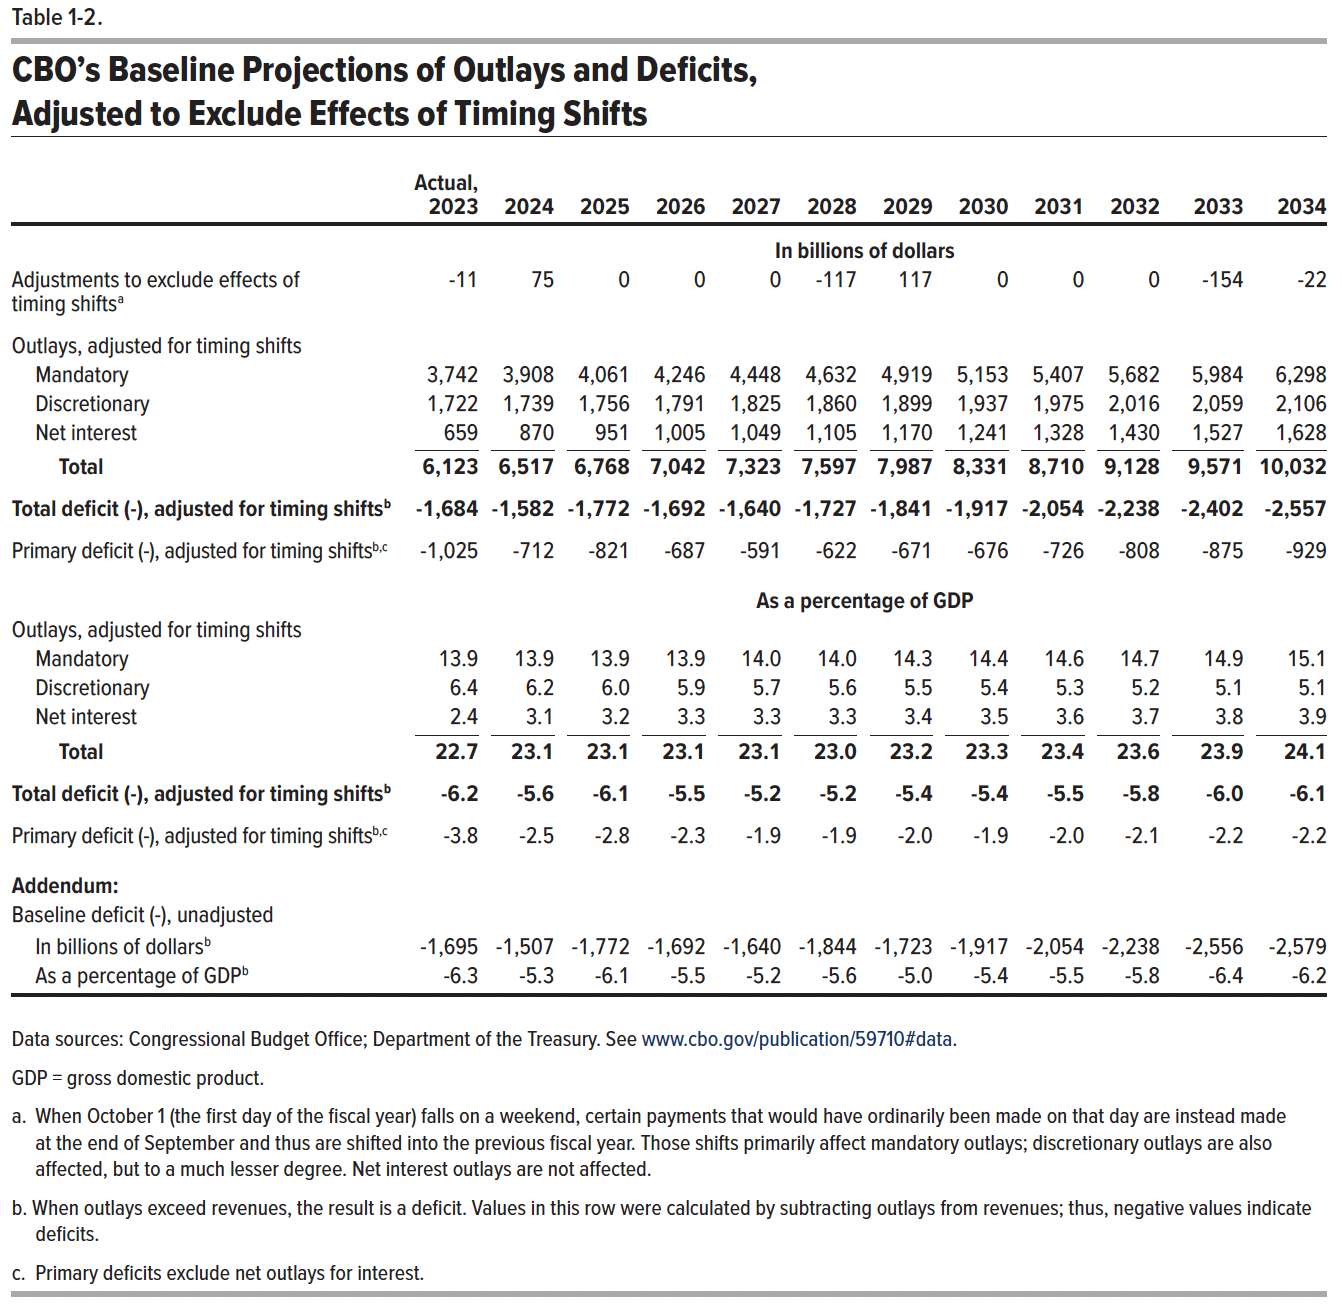 Table 1-2.
CBO’s Baseline Projections of Outlays and Deficits,
Adjusted to Exclude Effects of Timing Shifts
Actual,
2023 2024 2025 2026 2027 2028 2029 2030 2031 2032 2033 2034
In billions of dollars
Adjustments to exclude effects of -11 75 0 0 0 -117 117 0 0 0 -154 -22
timing shiftsa
Outlays, adjusted for timing shifts
Mandatory 3,742 3,908 4,061 4,246 4,448 4,632 4,919 5,153 5,407 5,682 5,984 6,298
Discretionary 1,722 1,739 1,756 1,791 1,825 1,860 1,899 1,937 1,975 2,016 2,059 2,106
Net interest 659 870 951 1,005 1,049 1,105 1,170 1,241 1,328 1,430 1,527 1,628
Total 6,123 6,517 6,768 7,042 7,323 7,597 7,987 8,331 8,710 9,128 9,571 10,032
Total deficit (-), adjusted for timing shiftsb -1,684 -1,582 -1,772 -1,692 -1,640 -1,727 -1,841 -1,917 -2,054 -2,238 -2,402 -2,557
Primary deficit (-), adjusted for timing shiftsb,c -1,025 -712 -821 -687 -591 -622 -671 -676 -726 -808 -875 -929
As a percentage of GDP
Outlays, adjusted for timing shifts
Mandatory 13.9 13.9 13.9 13.9 14.0 14.0 14.3 14.4 14.6 14.7 14.9 15.1
Discretionary 6.4 6.2 6.0 5.9 5.7 5.6 5.5 5.4 5.3 5.2 5.1 5.1
Net interest 2.4 3.1 3.2 3.3 3.3 3.3 3.4 3.5 3.6 3.7 3.8 3.9
Total 22.7 23.1 23.1 23.1 23.1 23.0 23.2 23.3 23.4 23.6 23.9 24.1
Total deficit (-), adjusted for timing shiftsb -6.2 -5.6 -6.1 -5.5 -5.2 -5.2 -5.4 -5.4 -5.5 -5.8 -6.0 -6.1
Primary deficit (-), adjusted for timing shiftsb,c -3.8 -2.5 -2.8 -2.3 -1.9 -1.9 -2.0 -1.9 -2.0 -2.1 -2.2 -2.2
Addendum:
Baseline deficit (-), unadjusted
In billions of dollarsb -1,695 -1,507 -1,772 -1,692 -1,640 -1,844 -1,723 -1,917 -2,054 -2,238 -2,556 -2,579
As a percentage of GDPb -6.3 -5.3 -6.1 -5.5 -5.2 -5.6 -5.0 -5.4 -5.5 -5.8 -6.4 -6.2
Data sources: Congressional Budget Office; Department of the Treasury. See www.cbo.gov/publication/59710#data.
GDP = gross domestic product.
a. When October 1 (the first day of the fiscal year) falls on a weekend, certain payments that would have ordinarily been made on that day are instead made
at the end of September and thus are shifted into the previous fiscal year. Those shifts primarily affect mandatory outlays; discretionary outlays are also
affected, but to a much lesser degree. Net interest outlays are not affected.
b. When outlays exceed revenues, the result is a deficit. Values in this row were calculated by subtracting outlays from revenues; thus, negative values indicate
deficits.
c. Primary deficits exclude net outlays for interest.